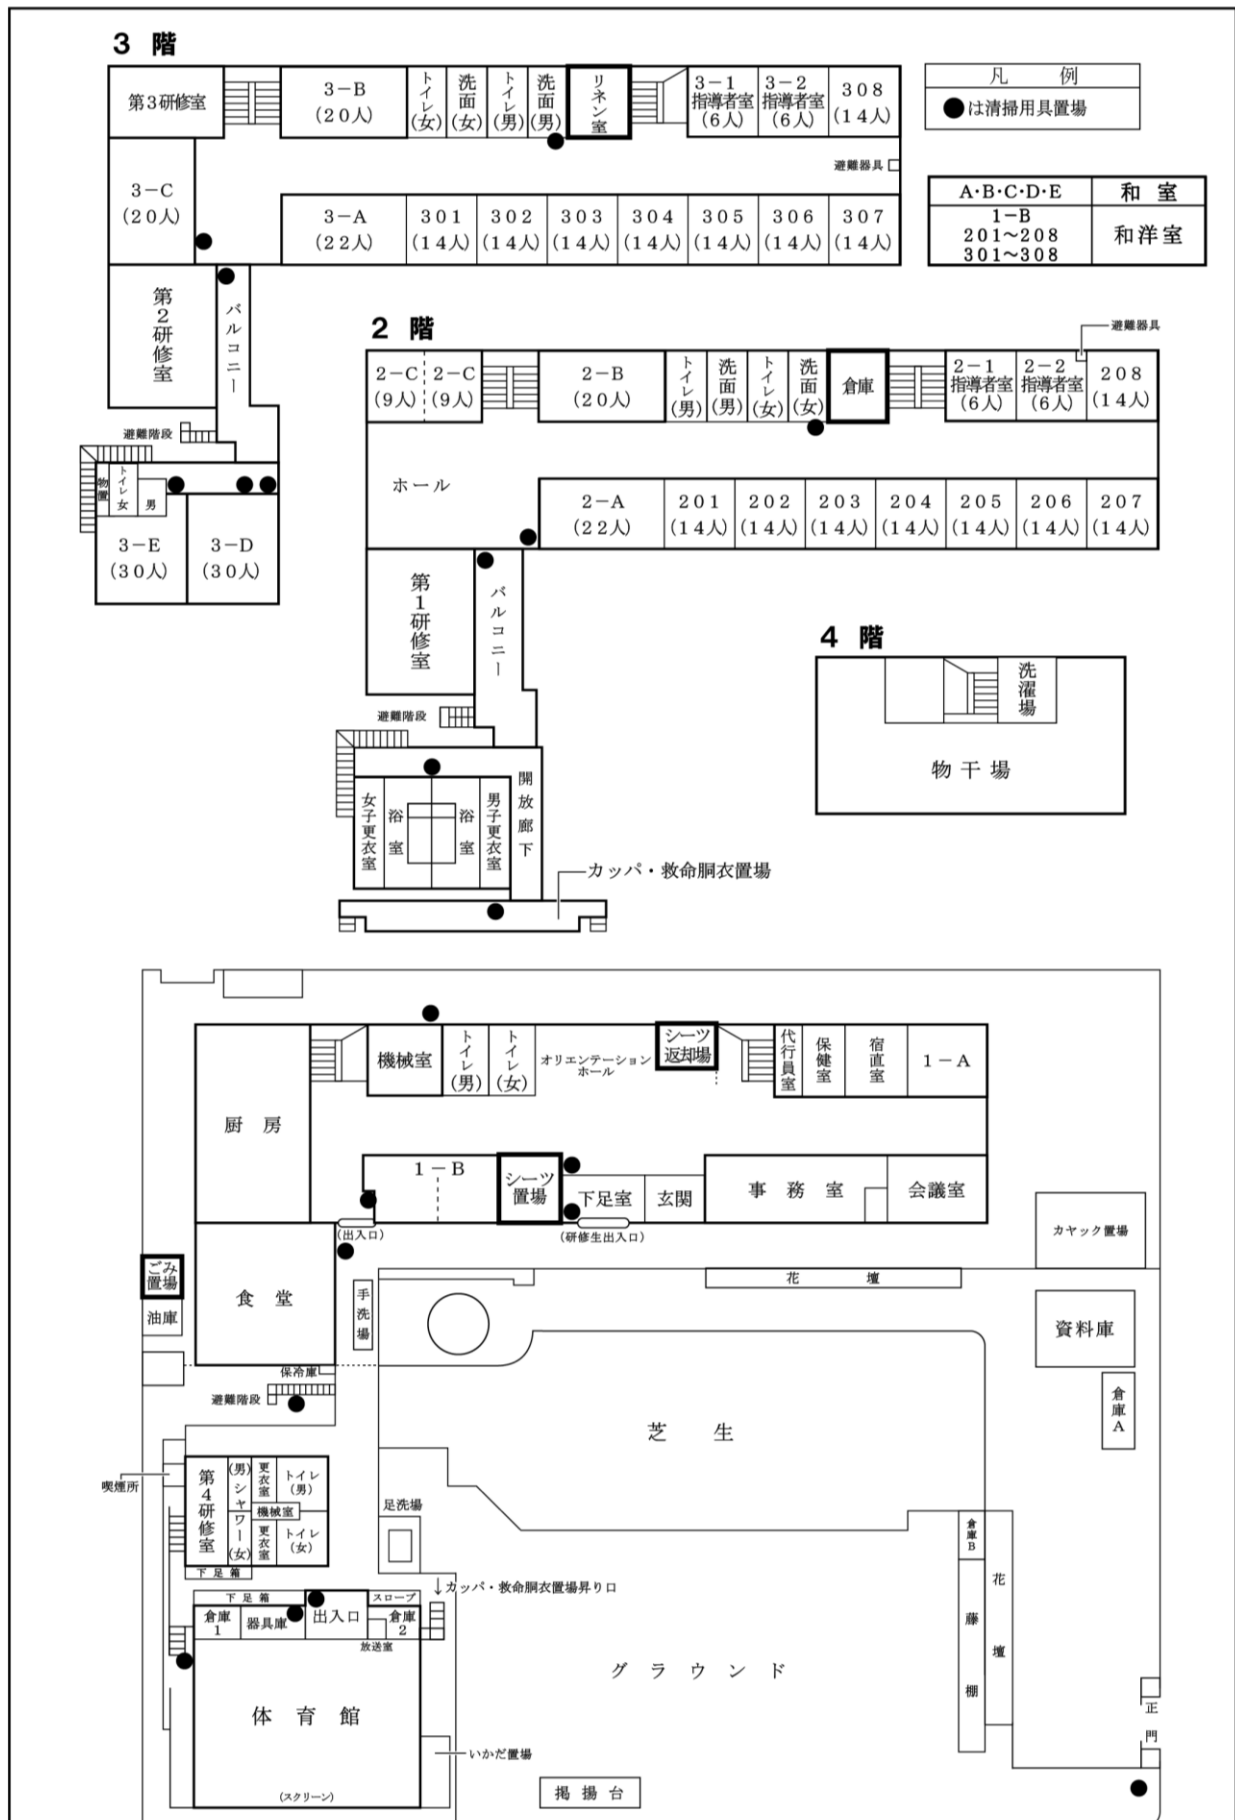 3 階
第3研修室
3-B
(20人)
トイレ(女)
洗面(女)
トイレ(男)
洗面(男)
リネン室
3-1
指導者室
(6人)
3-2
指導者室
(6人)
308
(14人)
凡 例
●は清掃用具置場
避難器具
3-C
(20人)
3-A
(22人)
301
(14人)
302
(14人)
303
(14人)
304
(14人)
305
(14人)
306
(14人)
307
(14人)
A・B・C・D・E
和 室
1-B
201〜208
301〜308
和洋室
第2研修室
バルコニー
避難階段
物置
トイレ
女
男
3-E
(30人)
3-D
(30人)
2 階
避難器具
2-C
(9人)
2-C
(9人)
2-B
(20人)
トイレ(男)
洗面(男)
トイレ(女)
洗面(女)
倉庫
2-1
指導者室
(6人)
2-2
指導者室
(6人)
208
(14人)
ホール
2-A
(22人)
201
(14人)
202
(14人)
203
(14人)
204
(14人)
205
(14人)
206
(14人)
207
(14人)
第1研修室
バルコニー
避難階段
女子更衣室
浴室
浴室
男子更衣室
開放廊下
カッパ・救命胴衣置場
4 階
洗濯場
物干場
厨 房
機械室
トイレ(男)
トイレ(女)
オリエンテーション
ホール
シーツ
返却場
代行員室
保健室
宿直室
1-A
1-B
シーツ
置場
下足室
玄関
事 務 室
会議室
(出入口)
(研修生出入口)
カヤック置場
ごみ
置場
油庫
食 堂
手洗場
花 壇
資料庫
倉庫A
保冷庫
避難階段
芝 生
喫煙所
第4研修室
(男)シャワー(女)
更衣室
トイレ
(男)
機械室
更衣室
トイレ
(女)
下足箱
足洗場
倉庫B
花壇
藤棚
カッパ・救命胴衣置場昇り口
下足箱
スロープ
倉庫
1
器具庫
出入口
倉庫
2
放送室
グ ラ ウ ン ド
体 育 館
いかだ置場
(スクリーン)
掲 揚 台
正門